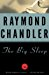 RAYMOND
CHANDLER
The Big Sleep